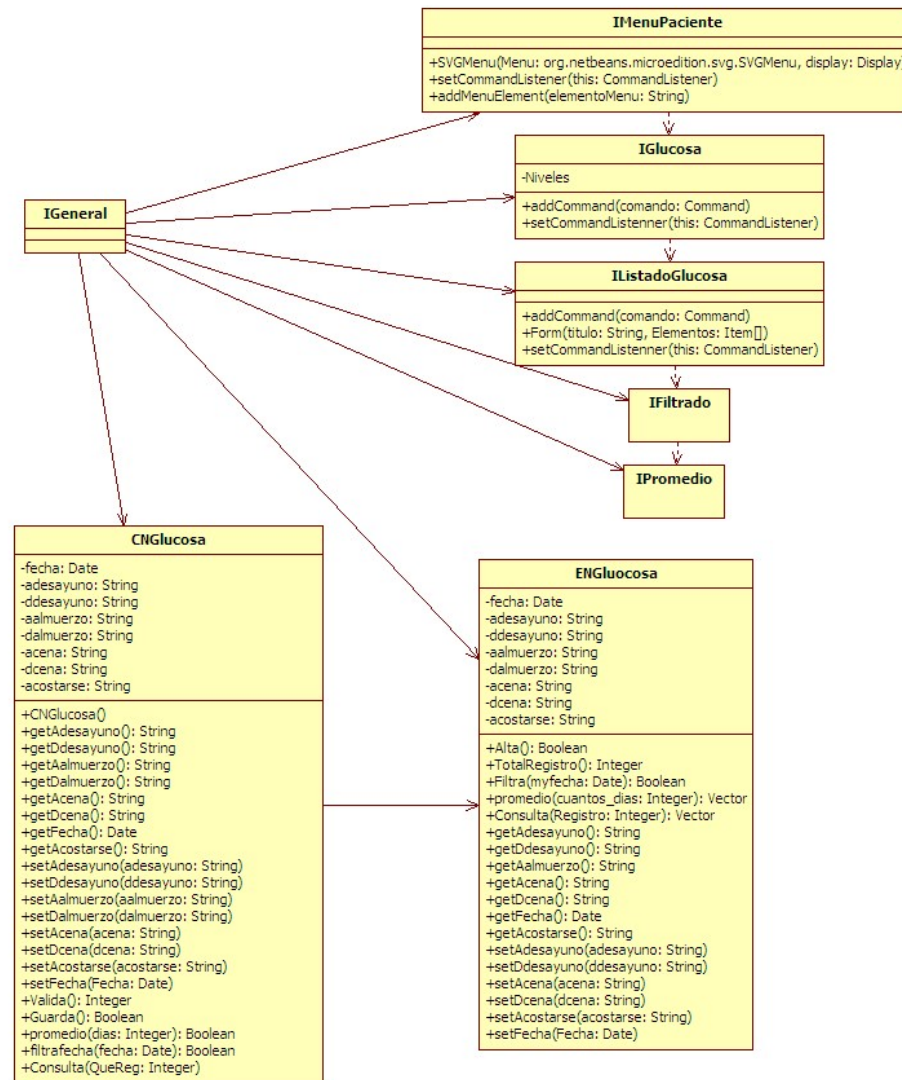 IMenuPaciente
+SVGMenu(Menu: org.netbeans.microedition.svg.SVGMenu, display: Display)
+setCommandListener(this: CommandListener)
+addMenuElement(elementoMenu: String)
IGlucosa
-Niveles
+addCommand(comando: Command)
+setCommandListenner(this: CommandListener)
IGeneral
IListadoGlucosa
+addCommand(comando: Command)
+Form(titulo: String, Elementos: Item[])
+setCommandListenner(this: CommandListener)
IFiltrado
IPromedio
CNGlucosa
-fecha: Date
-adesayuno: String
-ddesayuno: String
-aalmuerzo: String
-dalmuerzo: String
-acena: String
-dcena: String
-acostarse: String
+CNGlucosa()
+getAdesayuno(): String
+getDdesayuno(): String
+getAalmuerzo(): String
+getDalmuerzo(): String
+getAcena(): String
+getDcena(): String
+getFecha(): Date
+getAcostarse(): String
+setAdesayuno(adesayuno: String)
+setDdesayuno(ddesayuno: String)
+setAalmuerzo(aalmuerzo: String)
+setDalmuerzo(dalmuerzo: String)
+setAcena(acena: String)
+setDcena(dcena: String)
+setAcostarse(acostarse: String)
+setFecha(Fecha: Date)
+Valida(): Integer
+Guarda(): Boolean
+promedio(dias: Integer): Boolean
+filtrafecha(fecha: Date): Boolean
+Consulta(QueReg: Integer)
ENGluocosa
-fecha: Date
-adesayuno: String
-ddesayuno: String
-aalmuerzo: String
-dalmuerzo: String
-acena: String
-dcena: String
-acostarse: String
+Alta(): Boolean
+TotalRegistro(): Integer
+Filtra(myfecha: Date): Boolean
+promedio(cuantos_dias: Integer): Vector
+Consulta(Registro: Integer): Vector
+getAdesayuno(): String
+getDdesayuno(): String
+getAalmuerzo(): String
+getAcena(): String
+getDcena(): String
+getFecha(): Date
+getAcostarse(): String
+setAdesayuno(adesayuno: String)
+setDdesayuno(ddesayuno: String)
+setAcena(acena: String)
+setDcena(dcena: String)
+setAcostarse(acostarse: String)
+setFecha(Fecha: Date)